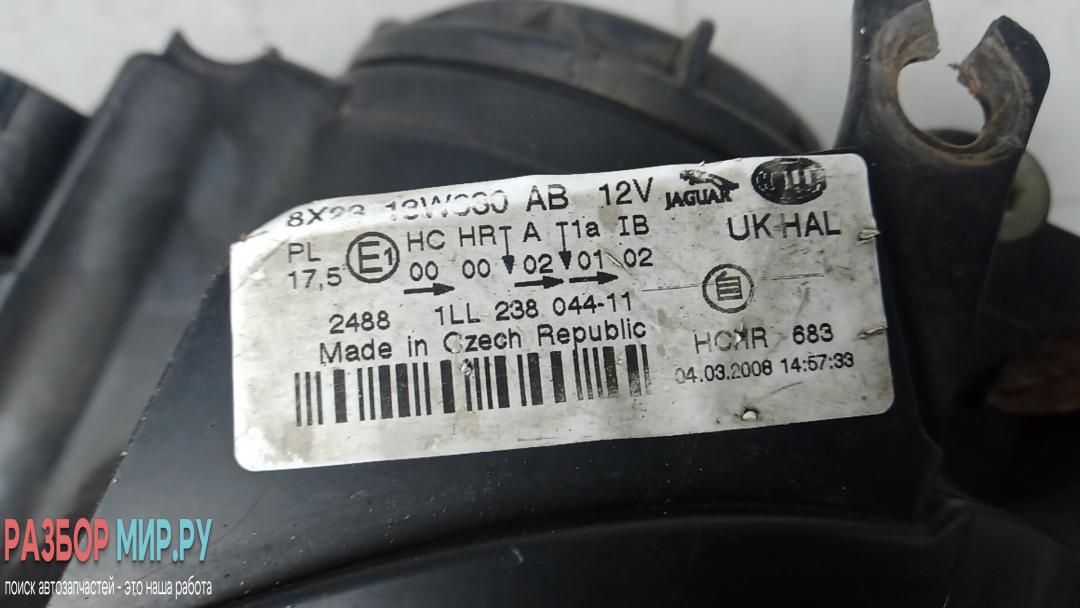 8X23 13W030 AB 12V JAGUAR
PL HC HR A 1a IB UK-HAL
17,5 E1 00 00 02 01 02
2488 1LL 238 044-11
Made in Czech Republic HCHR 683
04.03.2008 14:57:33
РАЗБОР МИР.РУ
поиск автозапчастей - это наша работа